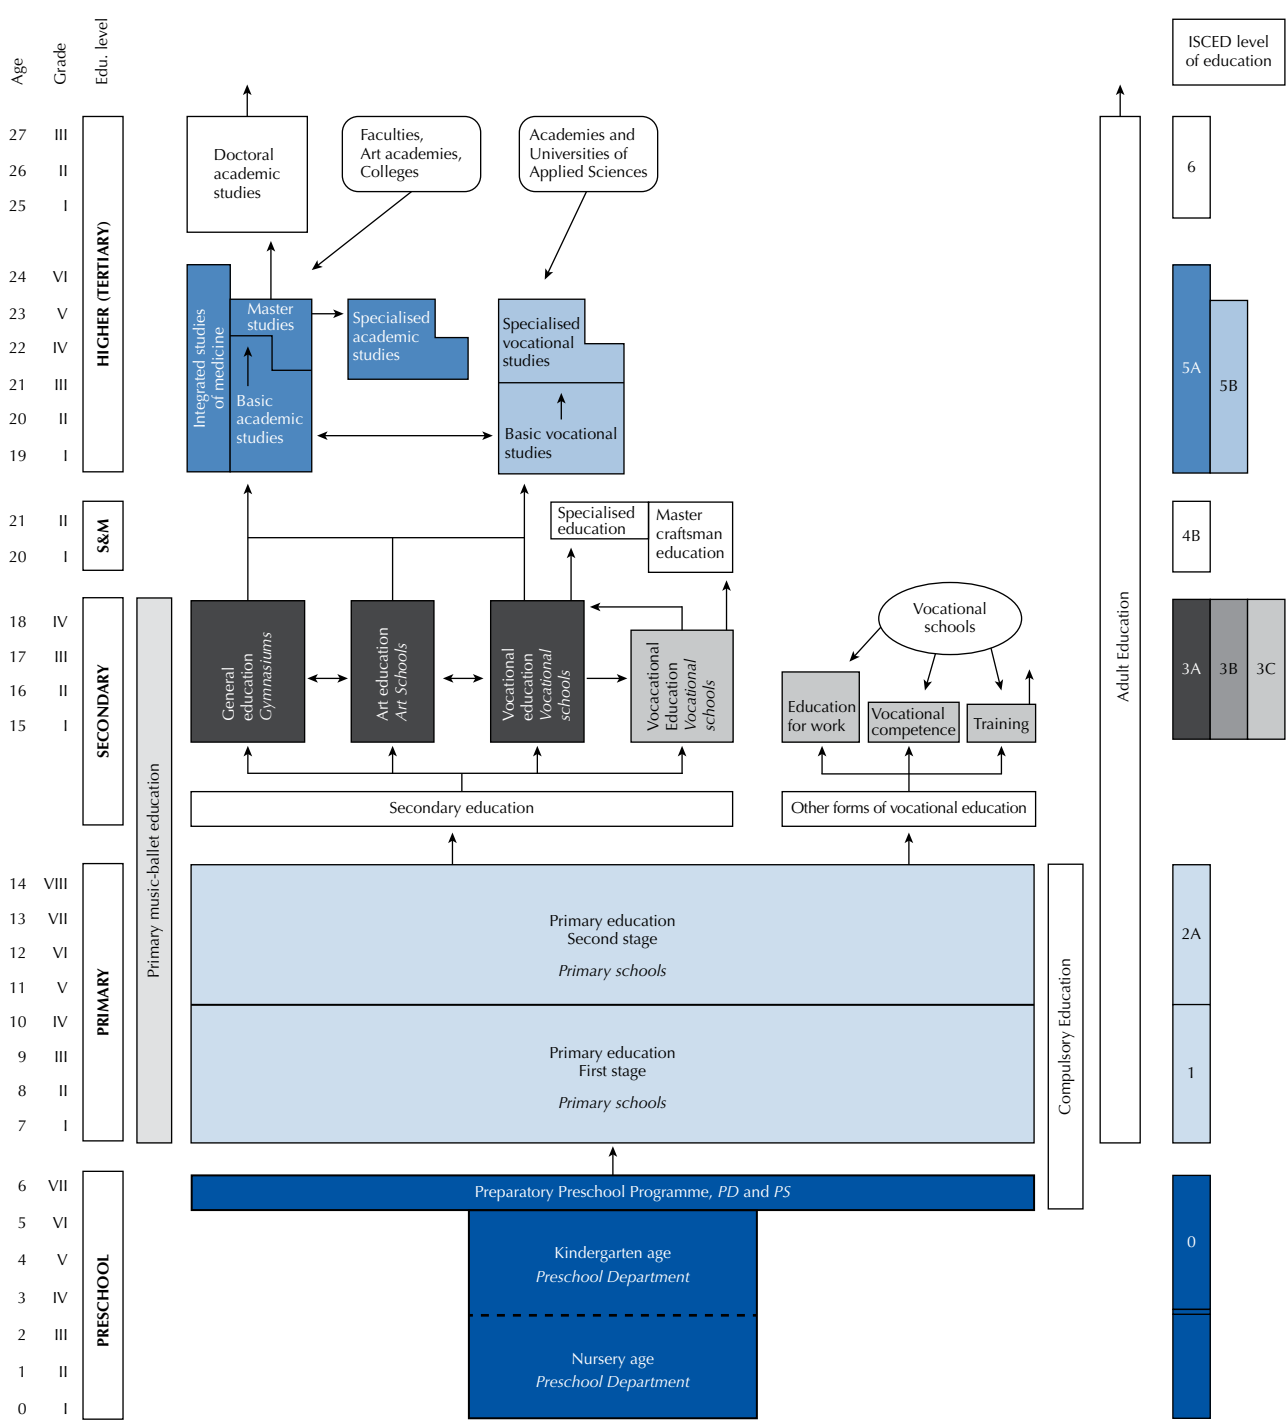 Age
Grade
Edu. level
ISCED level
of education
27 III
26 II
25 I
24 VI
23 V
22 IV
21 III
20 II
19 I
HIGHER (TERTIARY)
Doctoral
academic
studies
Faculties,
Art academies,
Colleges
Academies and
Universities of
Applied Sciences
Integrated studies
of medicine
Master
studies
Basic
academic
studies
Specialised
academic
studies
Specialised
vocational
studies
Basic vocational
studies
6
5A
5B
21 II
20 I
S&M
Specialised
education
Master
craftsman
education
4B
18 IV
17 III
16 II
15 I
SECONDARY
Primary music-ballet education
General
education
Gymnasiums
Art education
Art Schools
Vocational
education
Vocational
schools
Vocacational
Education
Vocational
schools
Vocational
schools
Education
for work
Vocational
competence
Training
Secondary education
Other forms of vocational education
Adult Education
3A
3B
3C
14 VIII
13 VII
12 VI
11 V
10 IV
9 III
8 II
7 I
PRIMARY
Primary education
Second stage
Primary schools
Primary education
First stage
Primary schools
Compulsory Education
2A
1
6 VII
5 VI
4 V
3 IV
2 III
1 II
0 I
PRESCHOOL
Preparatory Preschool Programme, PD and PS
Kindergarten age
Preschool Department
Nursery age
Preschool Department
0